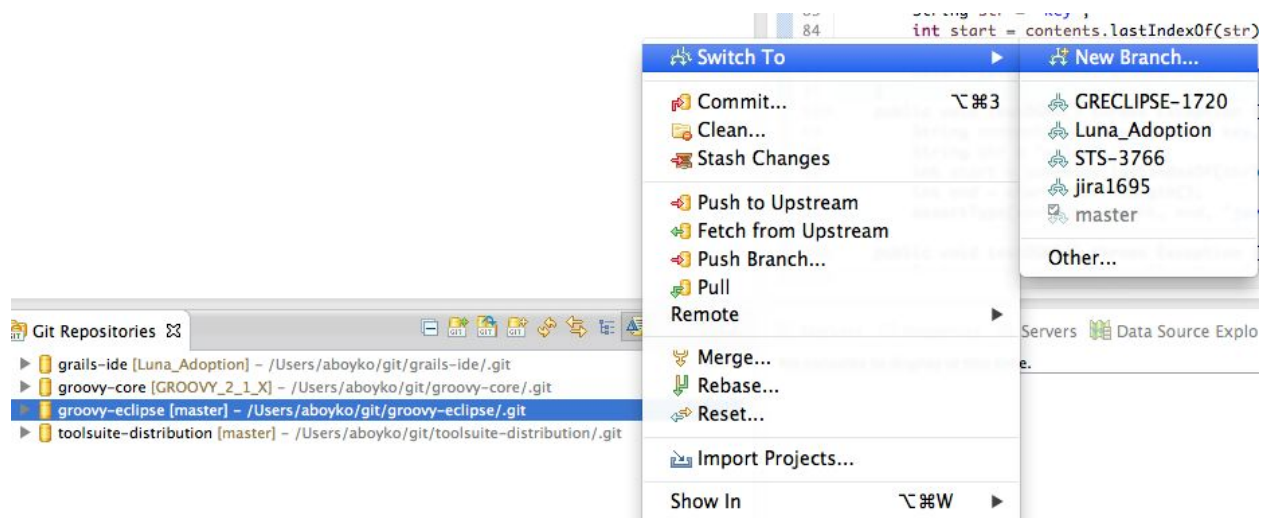 84 int start = contents.lastIndexOf(str)
Switch To
Commit... ⌥⌘3
Clean...
Stash Changes
Push to Upstream
Fetch from Upstream
Push Branch...
Pull
Remote
Merge...
Rebase...
Reset...
Import Projects...
Show In ⌥⌘W
New Branch...
GRECLIPSE-1720
Luna_Adoption
STS-3766
jira1695
master
Other...
Git Repositories
grails-ide [Luna_Adoption] – /Users/aboyko/git/grails-ide/.git
groovy-core [GROOVY_2_1_X] – /Users/aboyko/git/groovy-core/.git
groovy-eclipse [master] – /Users/aboyko/git/groovy-eclipse/.git
toolsuite-distribution [master] – /Users/aboyko/git/toolsuite-distribution/.git
Servers Data Source Explo
e.